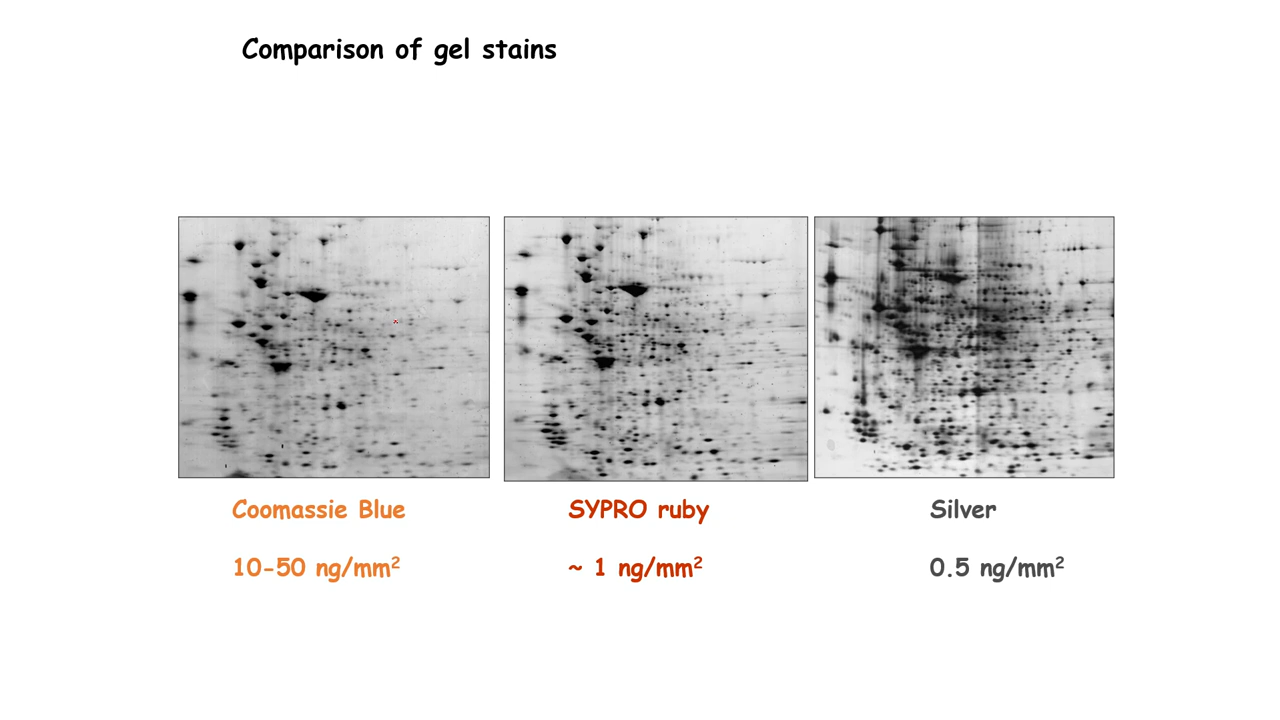 Comparison of gel stains
Coomassie Blue
10-50 ng/mm²
SYPRO ruby
~ 1 ng/mm²
Silver
0.5 ng/mm²